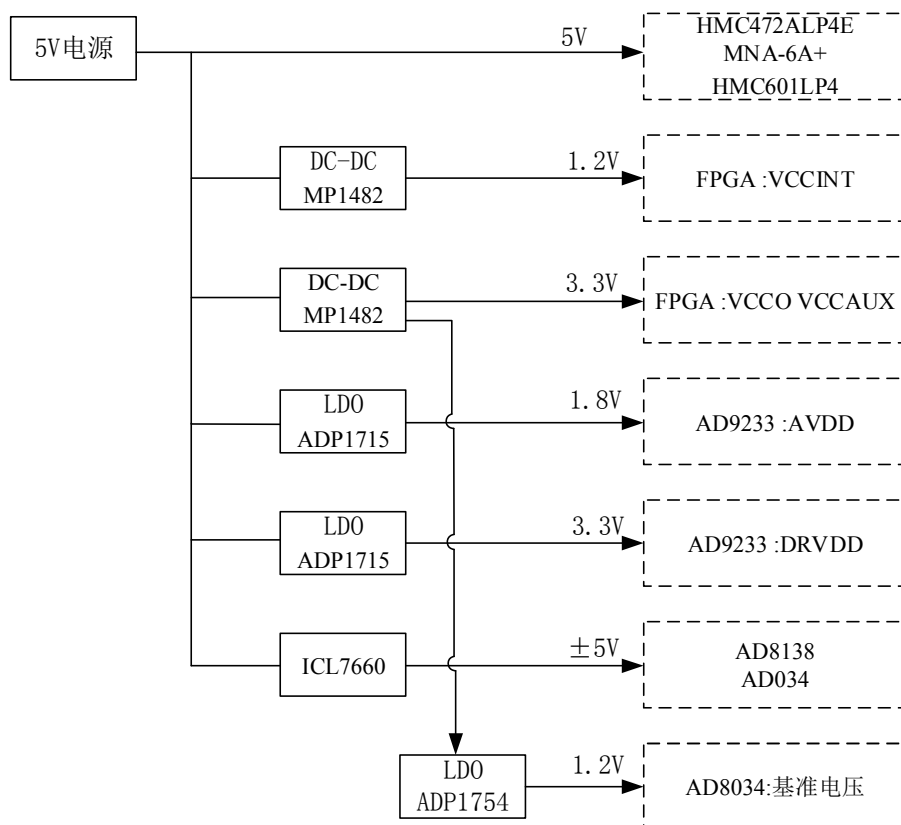 5V电源
5V
HMC472ALP4E
MNA-6A+
HMC601LP4
DC-DC
MP1482
1.2V
FPGA :VCCINT
DC-DC
MP1482
3.3V
FPGA :VCCO VCCAUX
LDO
ADP1715
1.8V
AD9233 :AVDD
LDO
ADP1715
3.3V
AD9233 :DRVDD
ICL7660
±5V
AD8138
AD034
LDO
ADP1754
1.2V
AD8034:基准电压